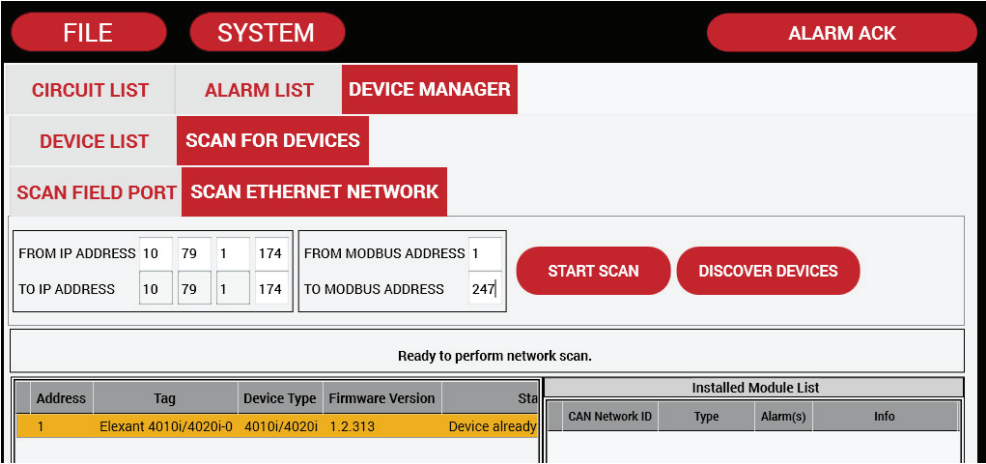 FILE SYSTEM ALARM ACK
CIRCUIT LIST ALARM LIST DEVICE MANAGER
DEVICE LIST SCAN FOR DEVICES
SCAN FIELD PORT SCAN ETHERNET NETWORK
FROM IP ADDRESS 10 79 1 174 FROM MODBUS ADDRESS 1
TO IP ADDRESS 10 79 1 174 TO MODBUS ADDRESS 247
START SCAN DISCOVER DEVICES
Ready to perform network scan.
Address Tag Device Type Firmware Version Sta
1 Elexant 4010i/4020i-0 4010i/4020i 1.2.313 Device already
Installed Module List
CAN Network ID Type Alarm(s) Info